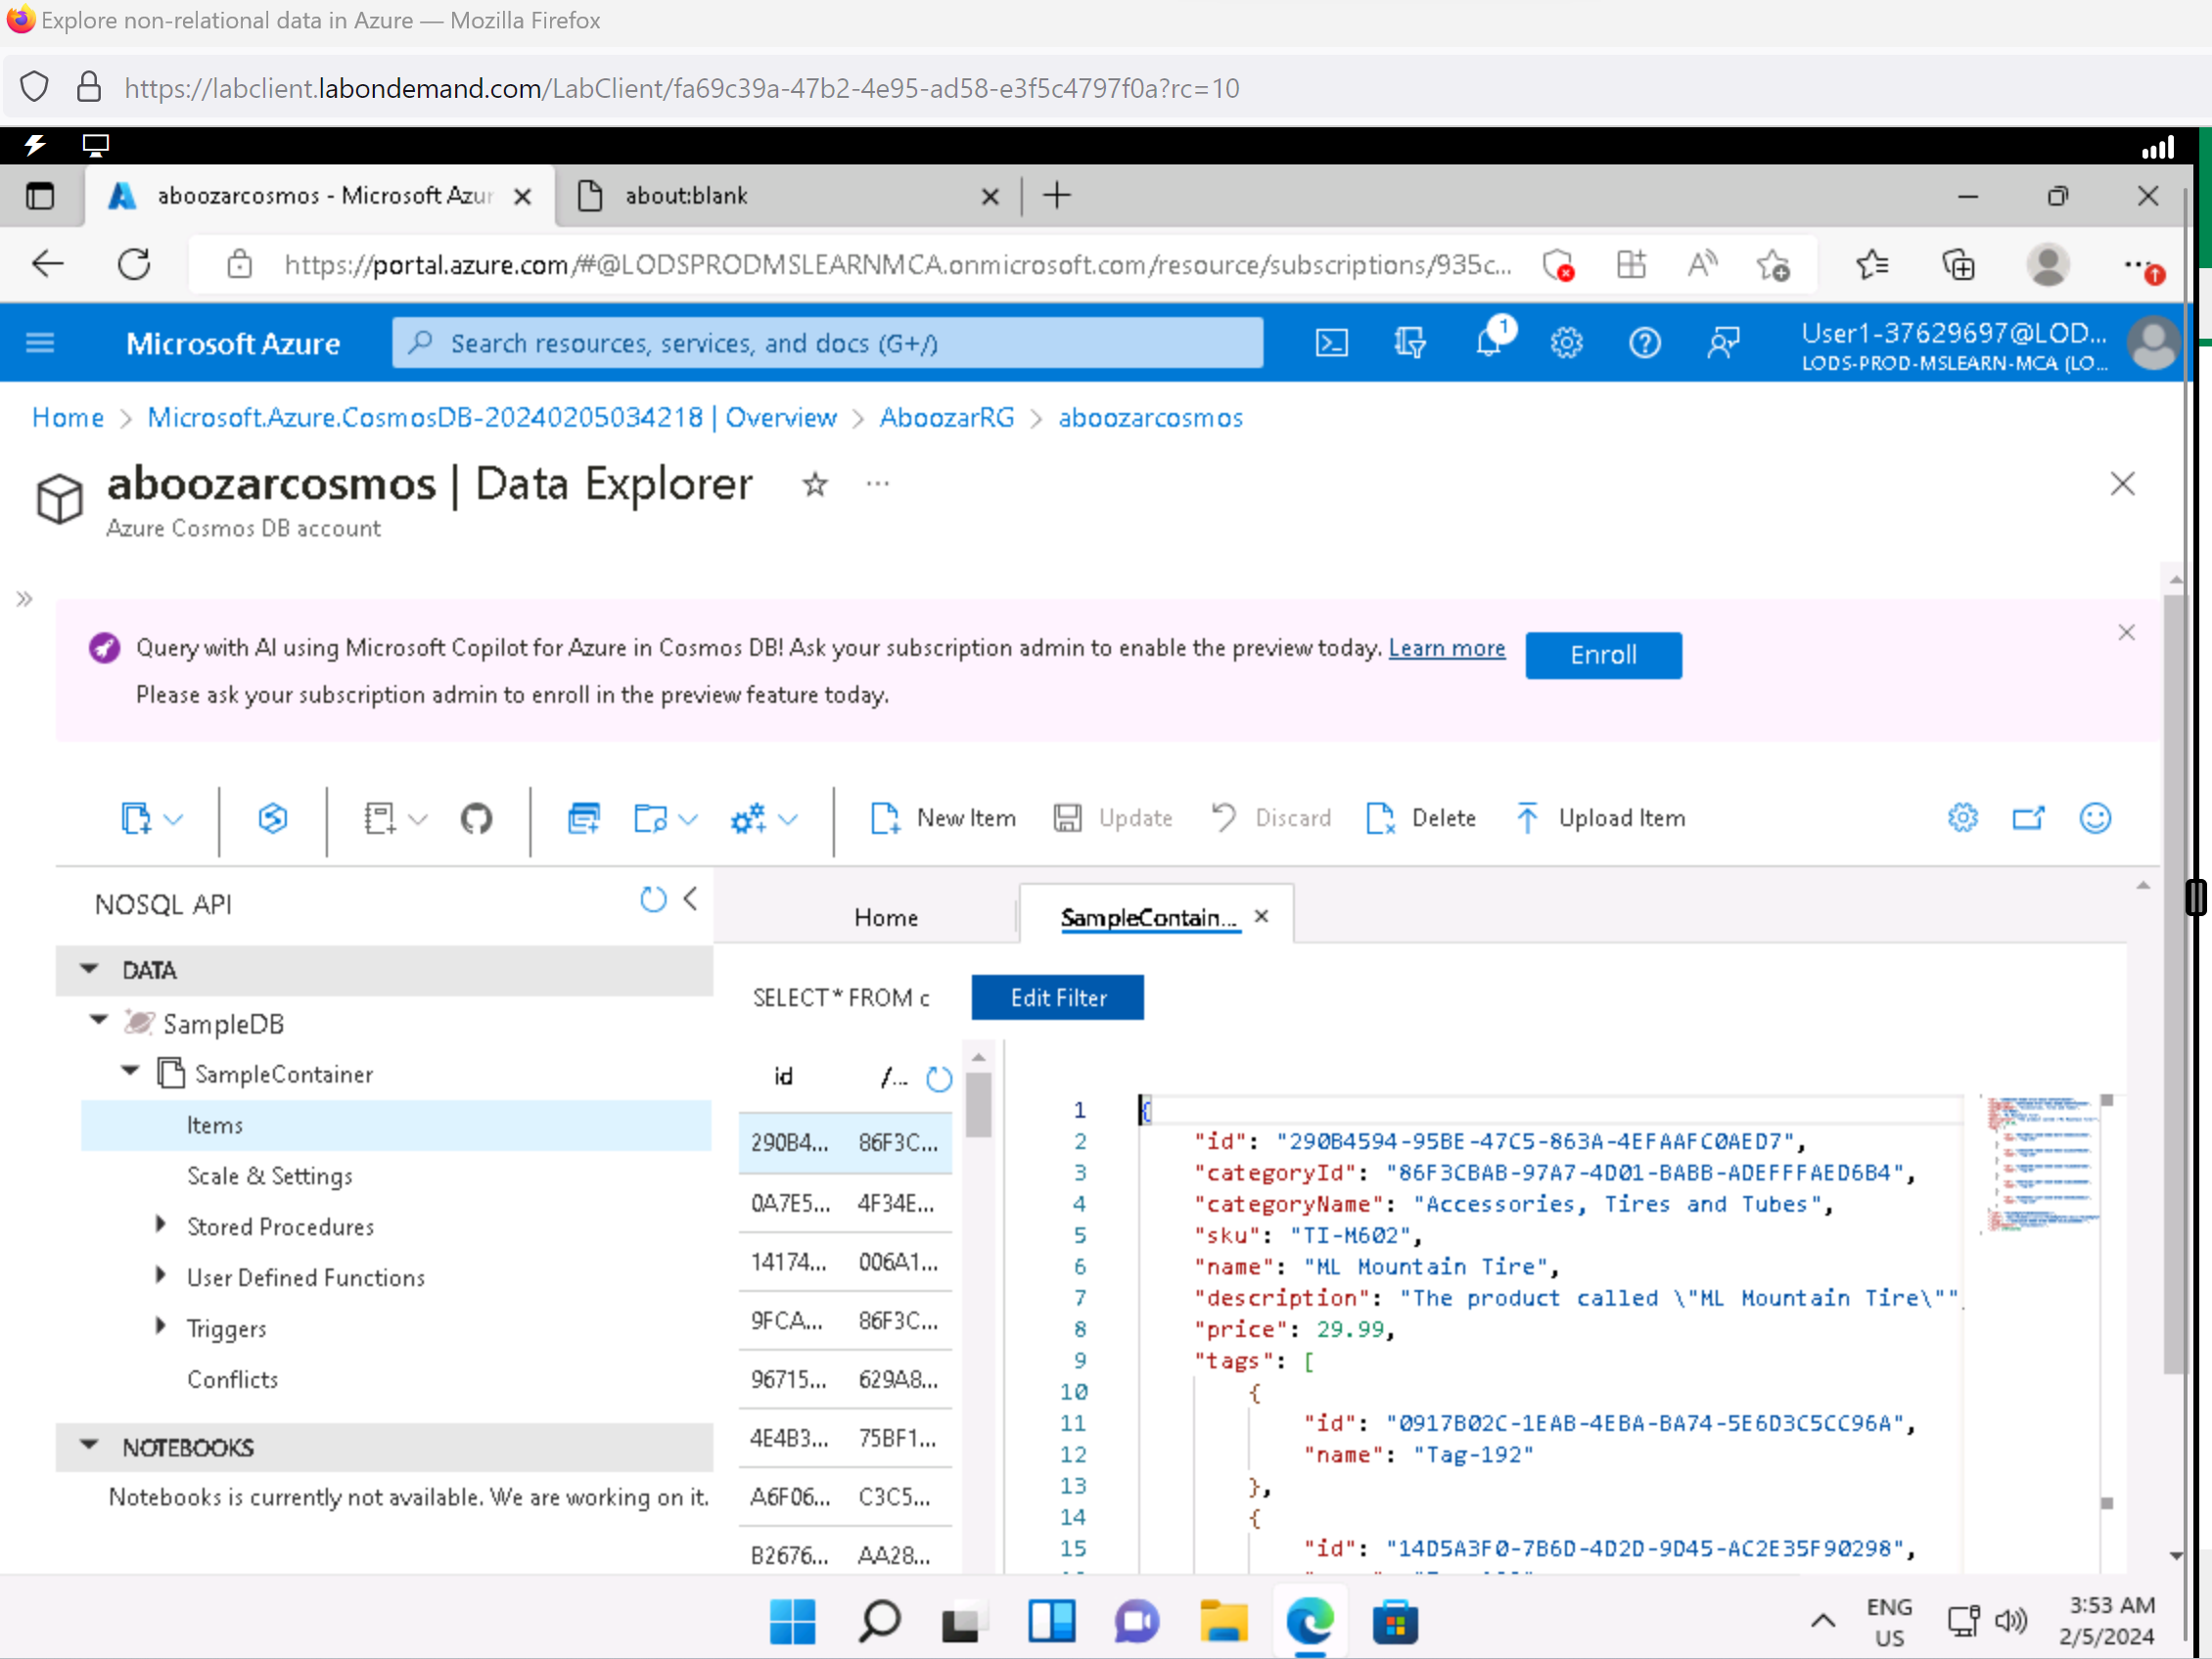 Explore non-relational data in Azure — Mozilla Firefox
https://labclient.labondemand.com/LabClient/fa69c39a-47b2-4e95-ad58-e3f5c4797f0a?rc=10
aboozarcosmos - Microsoft Azur
about:blank
https://portal.azure.com/#@LODSPRODMSLEARNMCA.onmicrosoft.com/resource/subscriptions/935c...
Microsoft Azure
Search resources, services, and docs (G+/)
1
User1-37629697@LOD...
LODS-PROD-MSLEARN-MCA (LO...
Home > Microsoft.Azure.CosmosDB-20240205034218 | Overview > AboozarRG > aboozarcosmos
aboozarcosmos | Data Explorer
Azure Cosmos DB account
Query with AI using Microsoft Copilot for Azure in Cosmos DB! Ask your subscription admin to enable the preview today. Learn more
Enroll
Please ask your subscription admin to enroll in the preview feature today.
New Item
Update
Discard
Delete
Upload Item
NOSQL API
Home
SampleContain...
DATA
SampleDB
SampleContainer
Items
Scale & Settings
Stored Procedures
User Defined Functions
Triggers
Conflicts
NOTEBOOKS
Notebooks is currently not available. We are working on it.
SELECT * FROM c
Edit Filter
id /...
290B4... 86F3C...
0A7E5... 4F34E...
14174... 006A1...
9FCA... 86F3C...
96715... 629A8...
4E4B3... 75BF1...
A6F06... C3C5...
B2676... AA28...
1 {
2 "id": "290B4594-95BE-47C5-863A-4EFAAFC0AED7",
3 "categoryId": "86F3CBAB-97A7-4D01-BABB-ADEFFFAED6B4",
4 "categoryName": "Accessories, Tires and Tubes",
5 "sku": "TI-M602",
6 "name": "ML Mountain Tire",
7 "description": "The product called \"ML Mountain Tire\""
8 "price": 29.99,
9 "tags": [
10 {
11 "id": "0917B02C-1EAB-4EBA-BA74-5E6D3C5CC96A",
12 "name": "Tag-192"
13 },
14 {
15 "id": "14D5A3F0-7B6D-4D2D-9D45-AC2E35F90298",
ENG
US
3:53 AM
2/5/2024